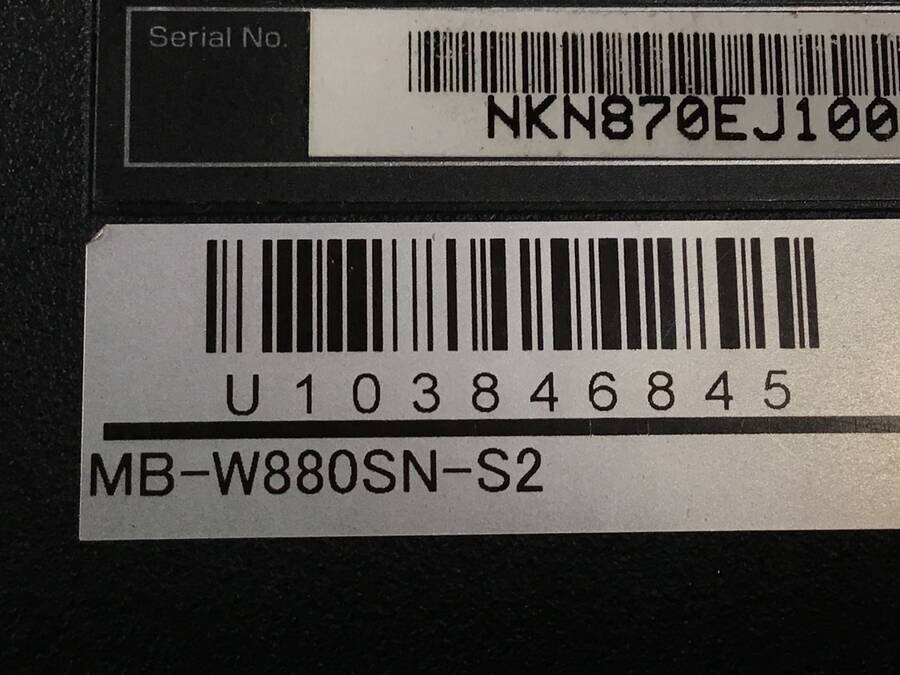 Serial No.
NKN870EJ100
U103846845
MB-W880SN-S2